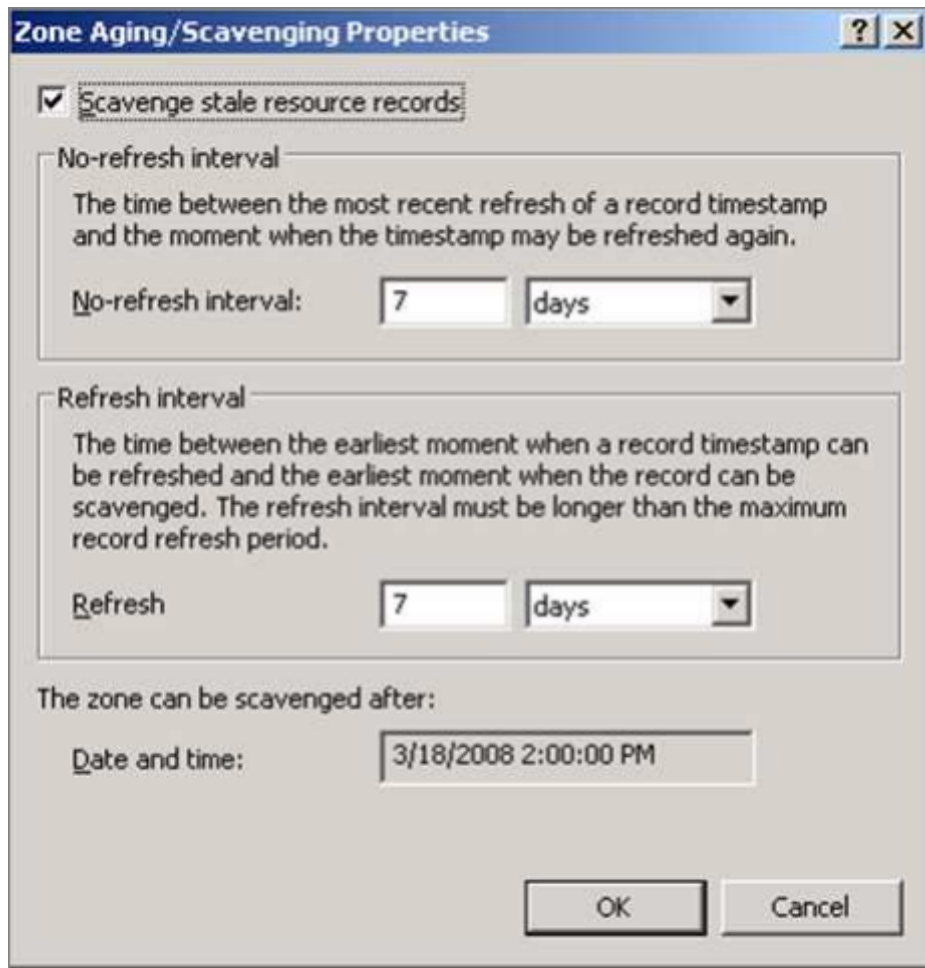 Zone Aging/Scavenging Properties
Scavenge stale resource records
No-refresh interval
The time between the most recent refresh of a record timestamp
and the moment when the timestamp may be refreshed again.
No-refresh interval: 7 days
Refresh interval
The time between the earliest moment when a record timestamp can
be refreshed and the earliest moment when the record can be
scavenged. The refresh interval must be longer than the maximum
record refresh period.
Refresh 7 days
The zone can be scavenged after:
Date and time: 3/18/2008 2:00:00 PM
OK Cancel